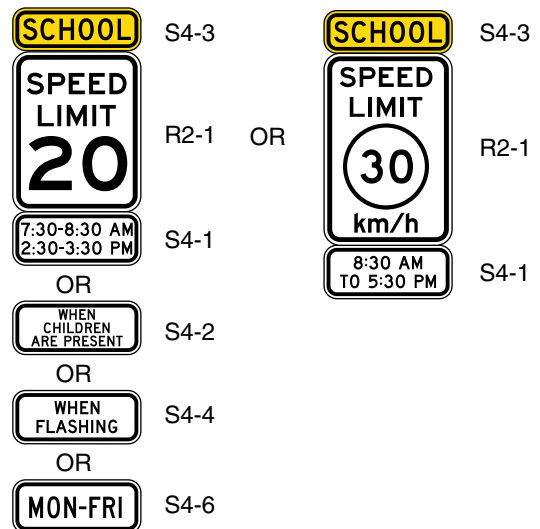 SCHOOL S4-3
SPEED
LIMIT
20
R2-1
7:30-8:30 AM
2:30-3:30 PM
S4-1
OR
WHEN
CHILDREN
ARE PRESENT
S4-2
OR
WHEN
FLASHING
S4-4
OR
MON-FRI S4-6
OR
SCHOOL S4-3
SPEED
LIMIT
30
km/h
R2-1
8:30 AM
TO 5:30 PM
S4-1